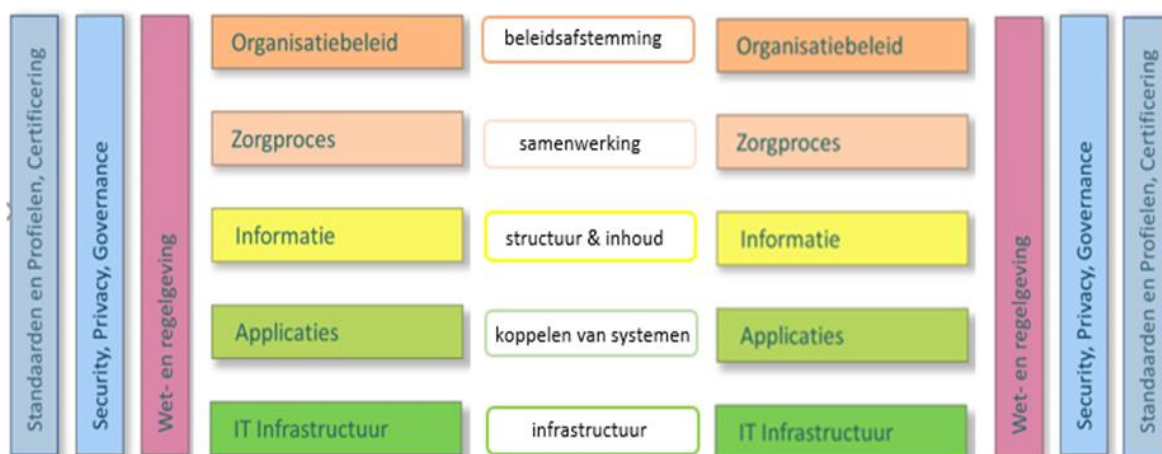 Standaarden en Profielen, Certificering
Security, Privacy, Governance
Wet- en regelgeving
Organisatiebeleid
beleidsafstemming
Organisatiebeleid
Zorgproces
samenwerking
Zorgproces
Informatie
structuur & inhoud
Informatie
Applicaties
koppelen van systemen
Applicaties
IT Infrastructuur
infrastructuur
IT Infrastructuur
Wet- en regelgeving
Security, Privacy, Governance
Standaarden en Profielen, Certificering